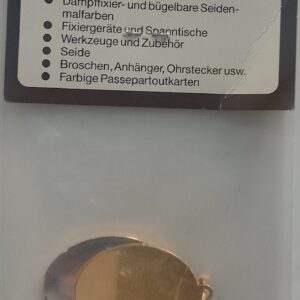 Dampffixier- und bügelbare Seiden-
malfarben
• Fixiergeräte und Spanntische
• Werkzeuge und Zubehör
• Seide
• Broschen, Anhänger, Ohrstecker usw.
• Farbige Passepartoutkarten